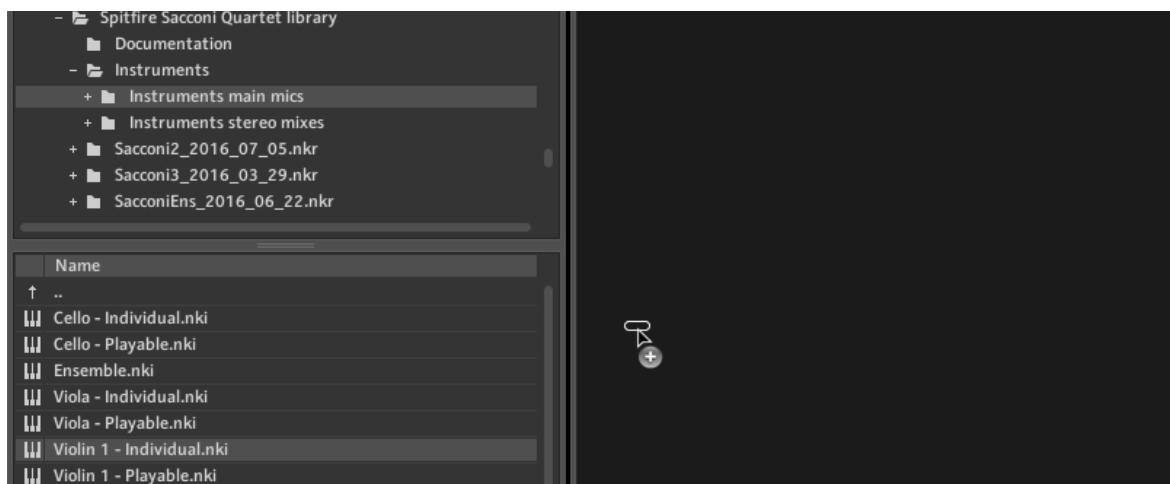 Spitfire Sacconi Quartet library
Documentation
Instruments
Instruments main mics
Instruments stereo mixes
Sacconi2_2016_07_05.nkr
Sacconi3_2016_03_29.nkr
SacconiEns_2016_06_22.nkr
Name
..
Cello - Individual.nki
Cello - Playable.nki
Ensemble.nki
Viola - Individual.nki
Viola - Playable.nki
Violin 1 - Individual.nki
Violin 1 - Playable.nki